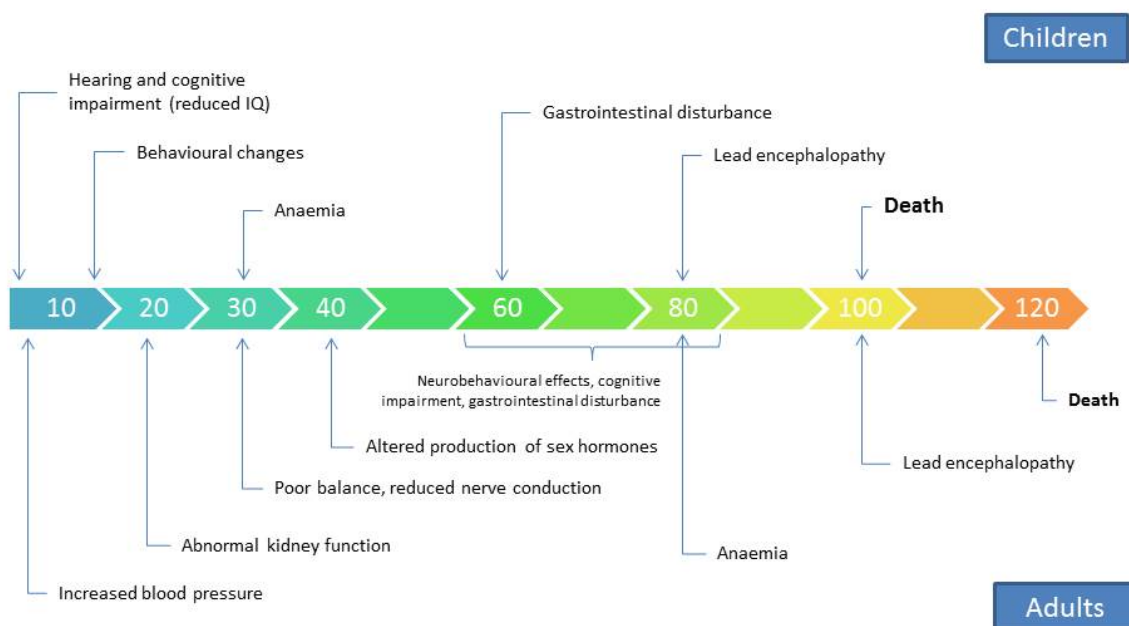 Children
Hearing and cognitive
impairment (reduced IQ)
Gastrointestinal disturbance
Behavioural changes
Lead encephalopathy
Anaemia
Death
10 20 30 40 60 80 100 120
Neurobehavioural effects, cognitive
impairment, gastrointestinal disturbance
Death
Altered production of sex hormones
Lead encephalopathy
Poor balance, reduced nerve conduction
Abnormal kidney function
Anaemia
Increased blood pressure
Adults